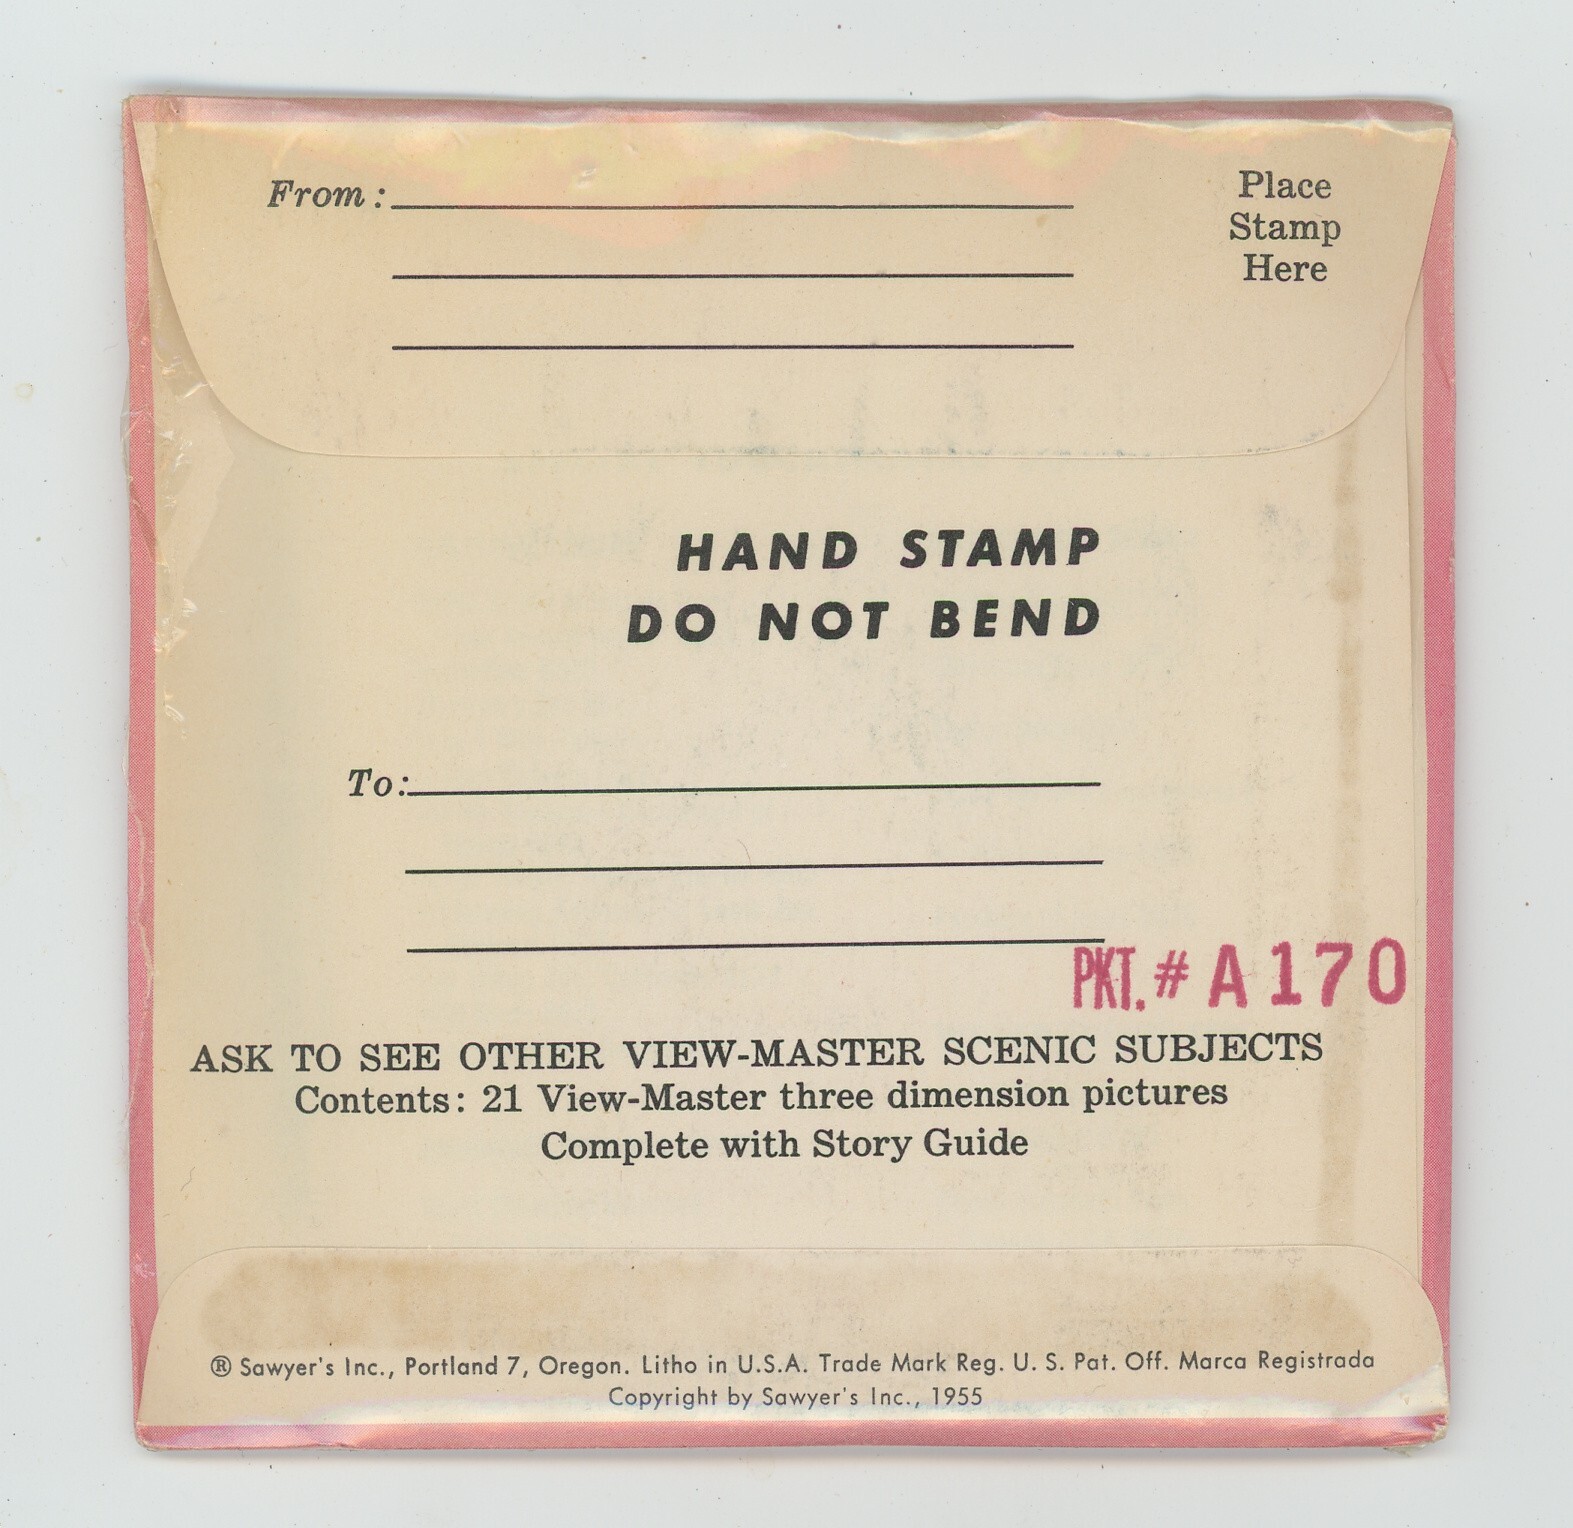 From:
Place
Stamp
Here
HAND STAMP
DO NOT BEND
To:
PKT. # A170
ASK TO SEE OTHER VIEW-MASTER SCENIC SUBJECTS
Contents: 21 View-Master three dimension pictures
Complete with Story Guide
® Sawyer's Inc., Portland 7, Oregon. Litho in U.S.A. Trade Mark Reg. U. S. Pat. Off. Marca Registrada
Copyright by Sawyer's Inc., 1955